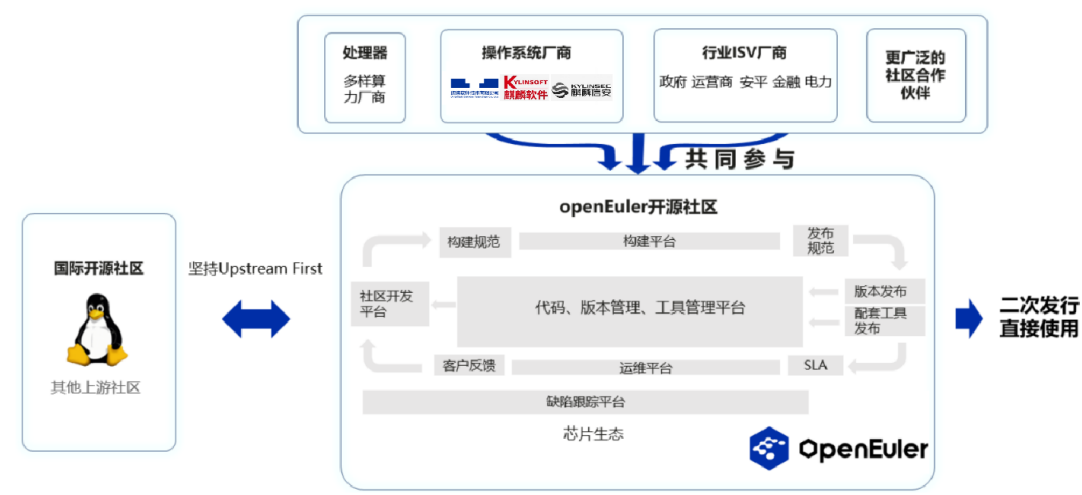 处理器
多样算
力厂商
操作系统厂商
KYLINSOFT
麒麟软件
KYLINSEC
麒麟信安
行业ISV厂商
政府 运营商 安平 金融 电力
更广泛的
社区合作
伙伴
共同参与
国际开源社区
其他上游社区
坚持Upstream First
openEuler开源社区
构建规范
构建平台
发布
规范
社区开发
平台
代码、版本管理、工具管理平台
版本发布
配套工具
发布
客户反馈
运维平台
SLA
缺陷跟踪平台
芯片生态
OpenEuler
二次发行
直接使用